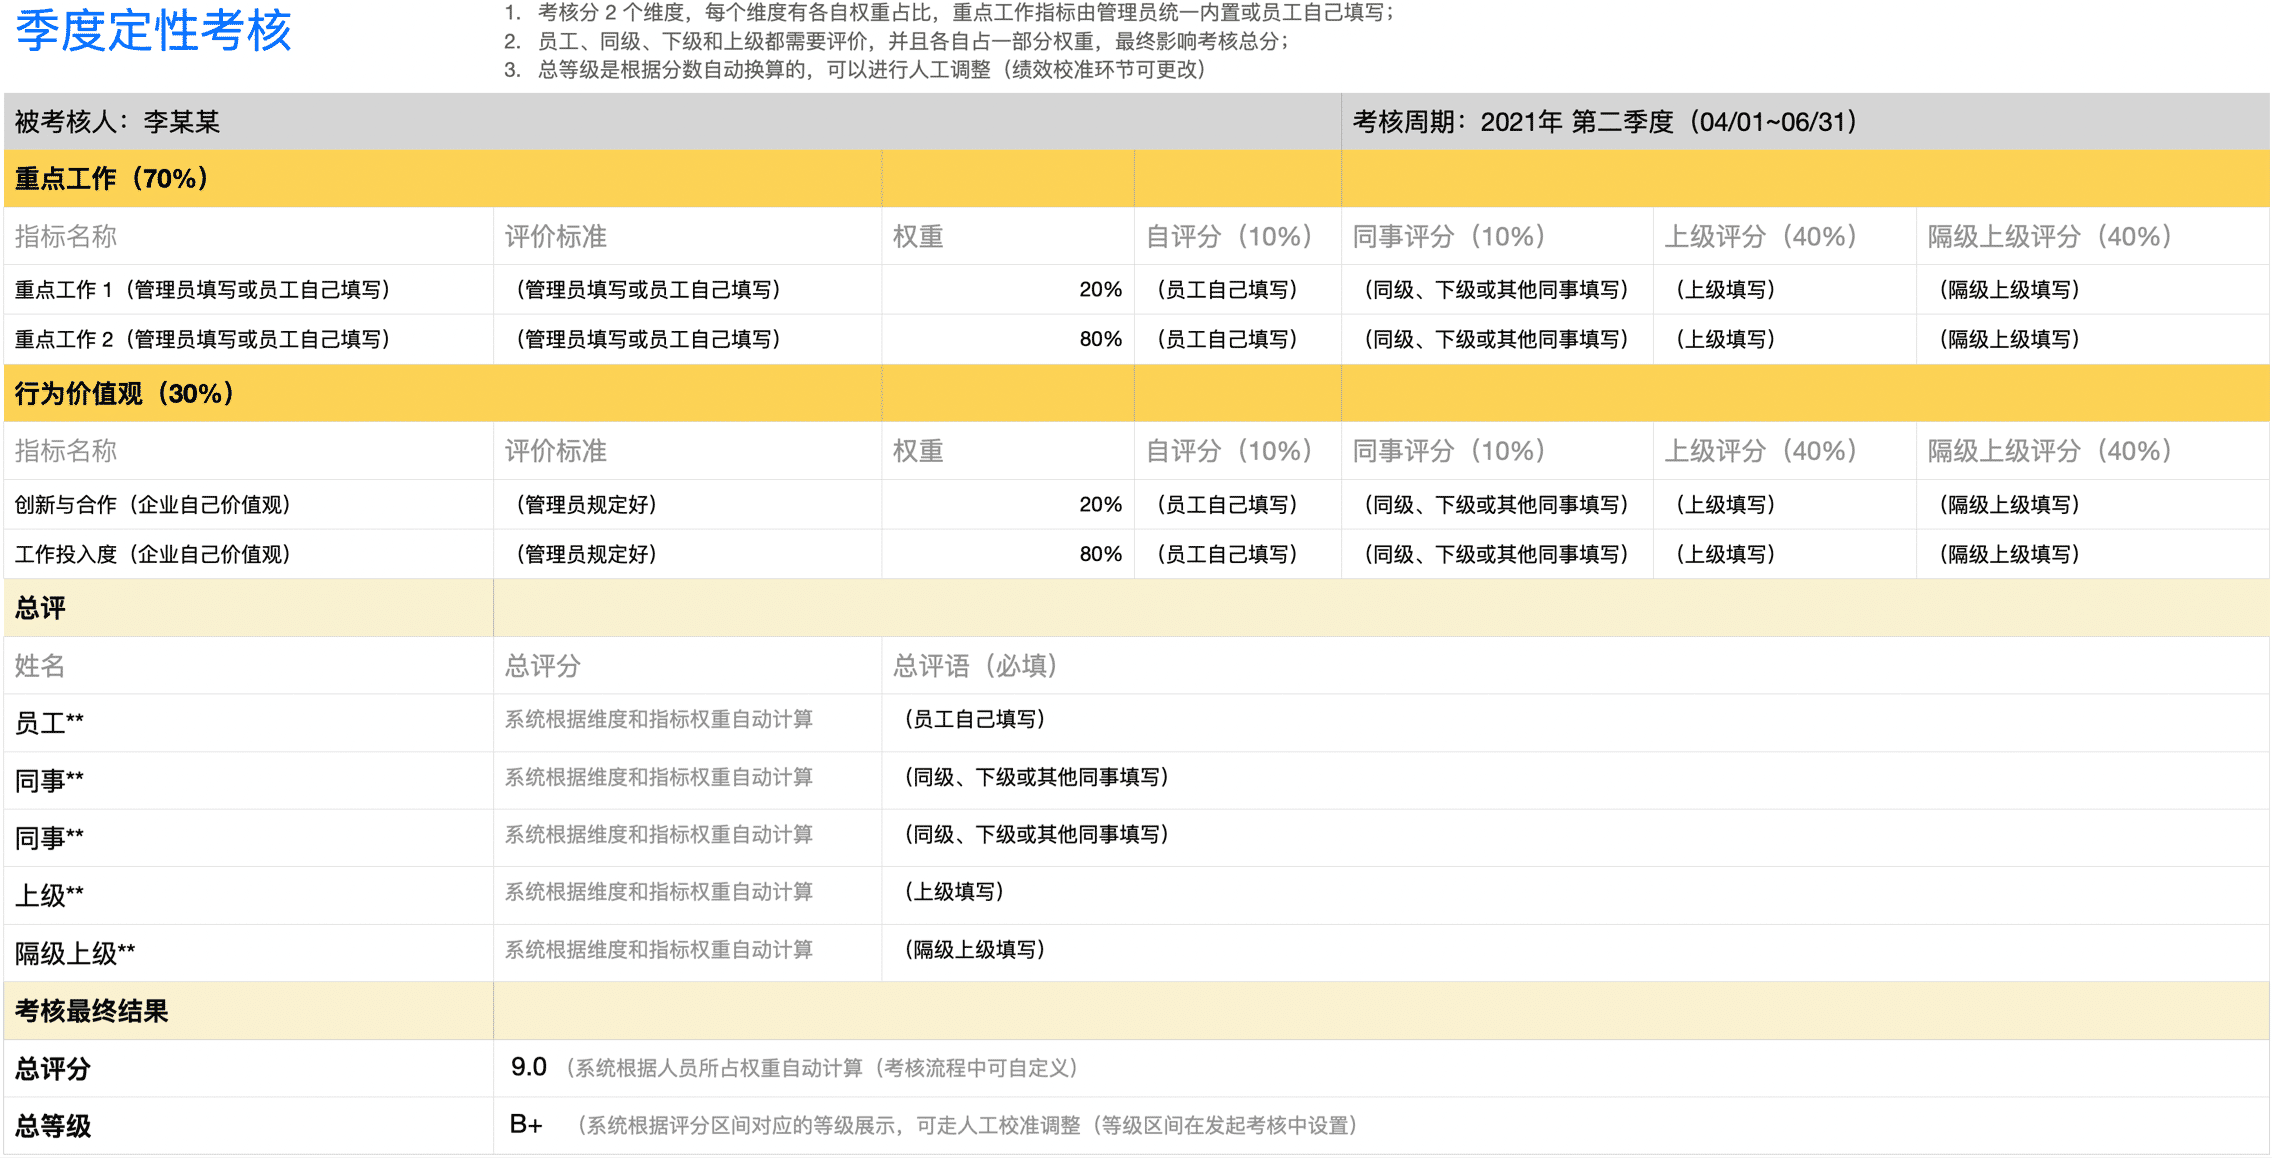 季度定性考核
1. 考核分 2 个维度，每个维度有各自权重占比，重点工作指标由管理员统一内置或员工自己填写；
2. 员工、同级、下级和上级都需要评价，并且各自占一部分权重，最终影响考核总分；
3. 总等级是根据分数自动换算的，可以进行人工调整（绩效校准环节可更改）
被考核人：李某某 考核周期：2021年 第二季度（04/01~06/31）
重点工作（70%）
指标名称 评价标准 权重 自评分（10%） 同事评分（10%） 上级评分（40%） 隔级上级评分（40%）
重点工作 1（管理员填写或员工自己填写） （管理员填写或员工自己填写） 20% （员工自己填写） （同级、下级或其他同事填写） （上级填写） （隔级上级填写）
重点工作 2（管理员填写或员工自己填写） （管理员填写或员工自己填写） 80% （员工自己填写） （同级、下级或其他同事填写） （上级填写） （隔级上级填写）
行为价值观（30%）
指标名称 评价标准 权重 自评分（10%） 同事评分（10%） 上级评分（40%） 隔级上级评分（40%）
创新与合作（企业自己价值观） （管理员规定好） 20% （员工自己填写） （同级、下级或其他同事填写） （上级填写） （隔级上级填写）
工作投入度（企业自己价值观） （管理员规定好） 80% （员工自己填写） （同级、下级或其他同事填写） （上级填写） （隔级上级填写）
总评
姓名 总评分 总评语（必填）
员工** 系统根据维度和指标权重自动计算 （员工自己填写）
同事** 系统根据维度和指标权重自动计算 （同级、下级或其他同事填写）
同事** 系统根据维度和指标权重自动计算 （同级、下级或其他同事填写）
上级** 系统根据维度和指标权重自动计算 （上级填写）
隔级上级** 系统根据维度和指标权重自动计算 （隔级上级填写）
考核最终结果
总评分 9.0 （系统根据人员所占权重自动计算（考核流程中可自定义）
总等级 B+ （系统根据评分区间对应的等级展示，可走人工校准调整（等级区间在发起考核中设置）